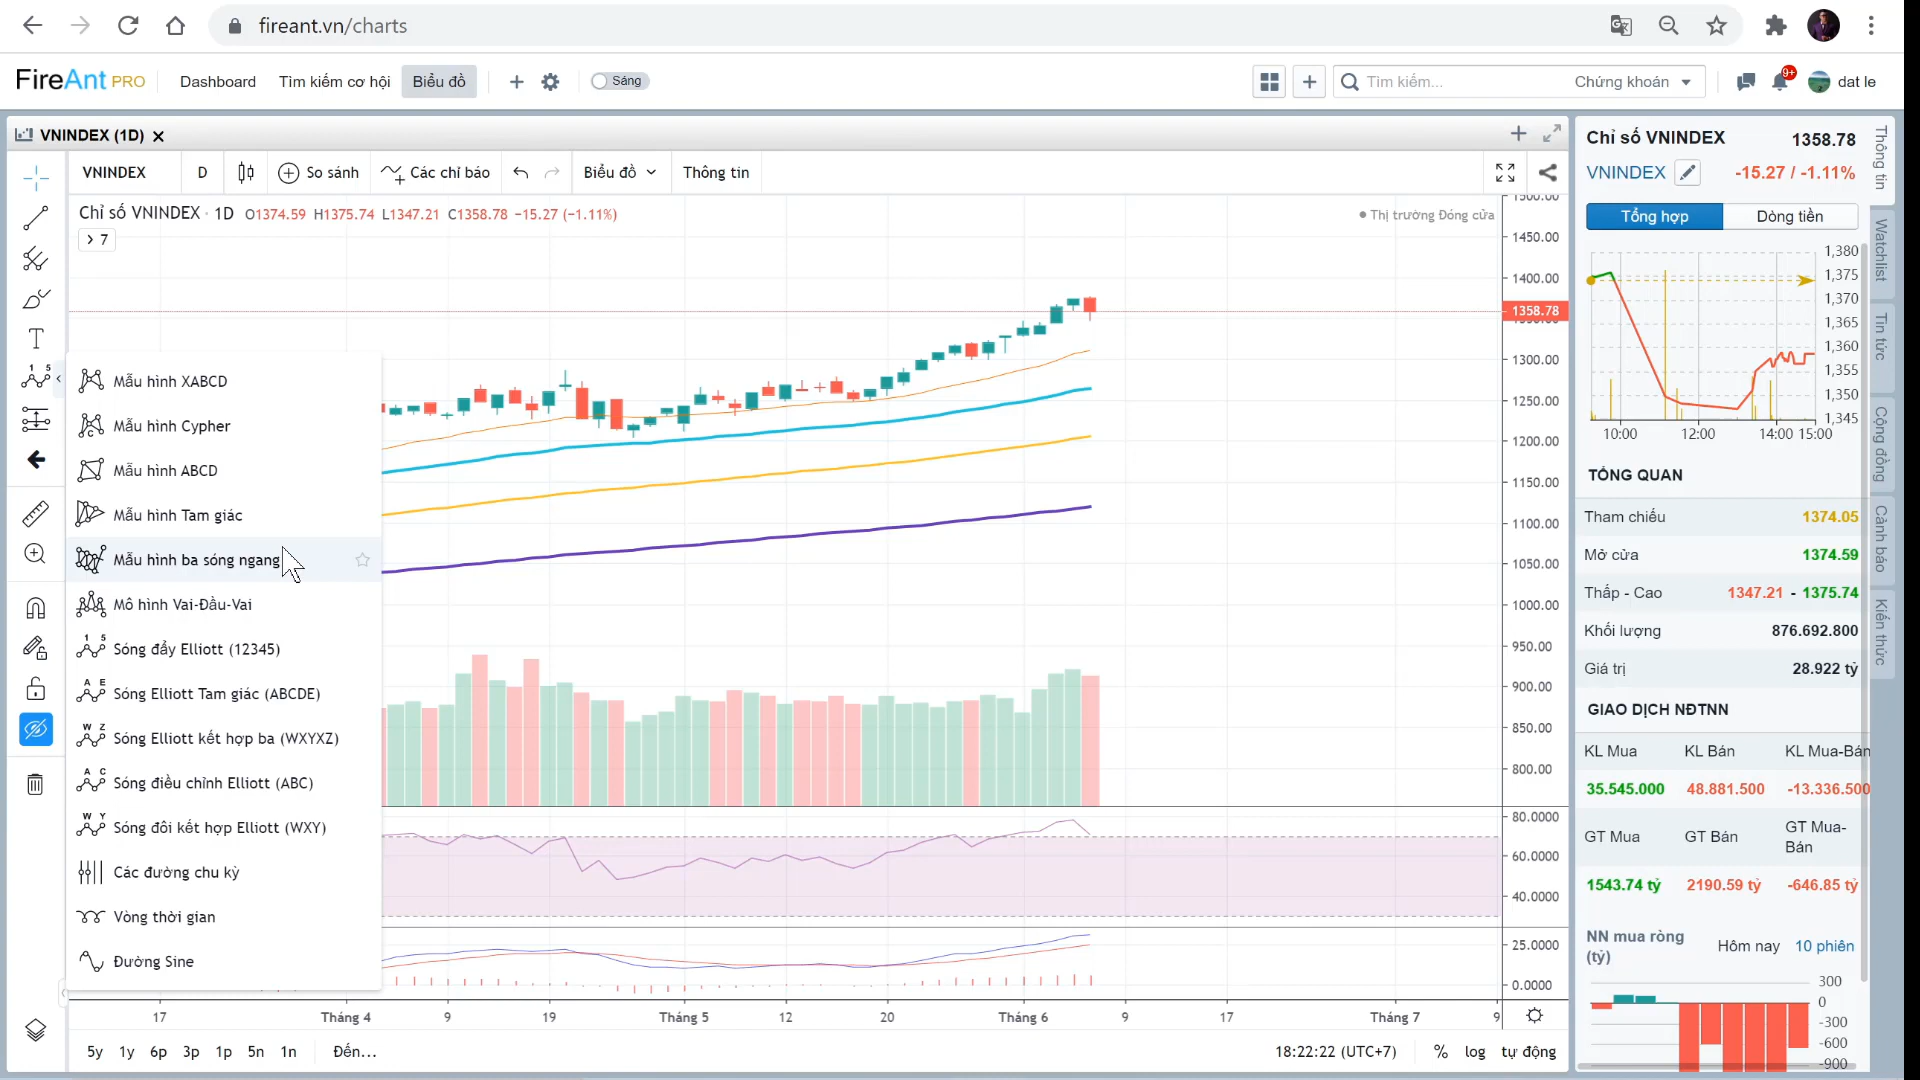 fireant.vn/charts
FireAnt PRO
Dashboard
Tìm kiếm cơ hội
Biểu đồ
Sáng
Tìm kiếm...
Chứng khoán
9+
dat le
VNINDEX (1D)
VNINDEX
D
So sánh
Các chỉ báo
Biểu đồ
Thông tin
Chỉ số VNINDEX · 1D O1374.59 H1375.74 L1347.21 C1358.78 −15.27 (−1.11%)
Thị trường Đóng cửa
7
1500.00
1450.00
1400.00
1358.78
1350.00
1300.00
1250.00
1200.00
1150.00
1100.00
1050.00
1000.00
950.00
900.00
850.00
800.00
80.0000
60.0000
40.0000
25.0000
0.0000
1 5
Mẫu hình XABCD
Mẫu hình Cypher
Mẫu hình ABCD
Mẫu hình Tam giác
Mẫu hình ba sóng ngang
Mô hình Vai-Đầu-Vai
Sóng đẩy Elliott (12345)
Sóng Elliott Tam giác (ABCDE)
Sóng Elliott kết hợp ba (WXYXZ)
Sóng điều chỉnh Elliott (ABC)
Sóng đôi kết hợp Elliott (WXY)
Các đường chu kỳ
Vòng thời gian
Đường Sine
17 Tháng 4 9 19 Tháng 5 12 20 Tháng 6 9 17 Tháng 7 9
5y 1y 6p 3p 1p 5n 1n Đến...
18:22:22 (UTC+7) % log tự động
Chỉ số VNINDEX 1358.78
VNINDEX -15.27 / -1.11%
Tổng hợp Dòng tiền
1,380
1,375
1,370
1,365
1,360
1,355
1,350
1,345
10:00 12:00 14:00 15:00
TỔNG QUAN
Tham chiếu 1374.05
Mở cửa 1374.59
Thấp - Cao 1347.21 - 1375.74
Khối lượng 876.692.800
Giá trị 28.922 tỷ
GIAO DỊCH NĐTNN
KL Mua KL Bán KL Mua-Bán
35.545.000 48.881.500 -13.336.500
GT Mua GT Bán GT Mua-Bán
1543.74 tỷ 2190.59 tỷ -646.85 tỷ
NN mua ròng (tỷ) Hôm nay 10 phiên
300
0
-300
-600
-900
Thông tin
Watchlist
Tin tức
Cộng đồng
Cảnh báo
Kiến thức